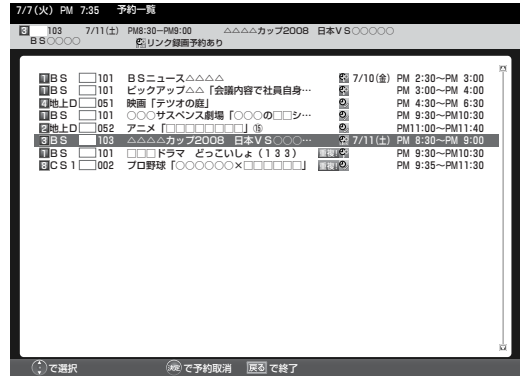 7/7(火) PM 7:35 予約一覧
3 103 7/11(土) PM8:30~PM9:00 △△△△カップ2008 日本VS○○○○○
BS○○○○ リンク録画予約あり
1BS 101 BSニュース△△△△ 7/10(金) PM 2:30~PM 3:00
1BS 101 ピックアップ△△「会議内容で社員自身… PM 3:00~PM 4:00
4地上D 051 映画「テツオの庭」 PM 4:30~PM 6:30
1BS 101 ○○○サスペンス劇場「○○○の□□シ… PM 9:30~PM10:30
2地上D 052 アニメ「□□□□□□□□」⑮ PM11:00~PM11:40
3BS 103 △△△△カップ2008 日本VS○○○… 7/11(土) PM 8:30~PM 9:00
1BS 101 □□□ドラマ どっこいしょ(133) 重複 PM 9:30~PM10:30
8CS1 002 プロ野球「○○○○○○×□□□□□□」 重複 PM 9:35~PM11:30
で選択 決定で予約取消 戻るで終了